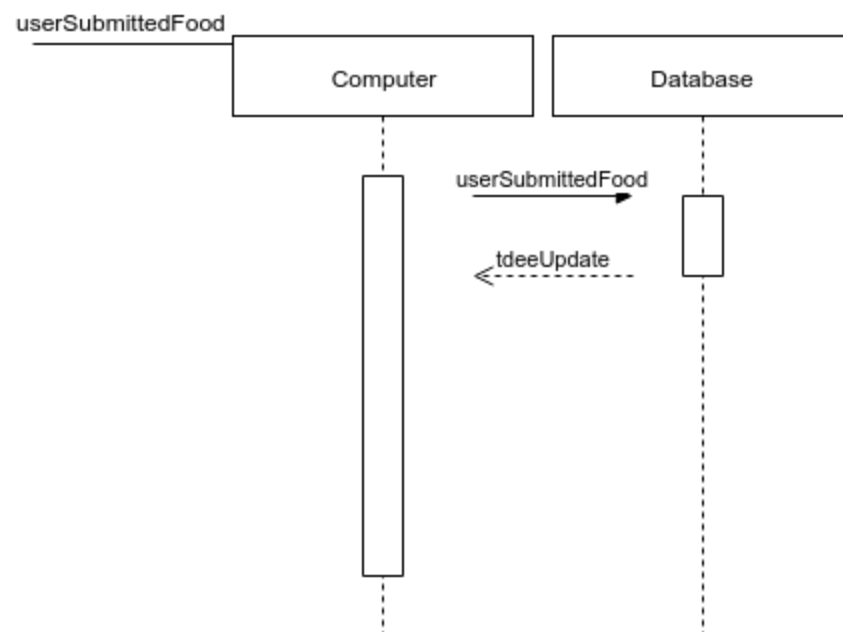 userSubmittedFood
Computer
Database
userSubmittedFood
tdeeUpdate